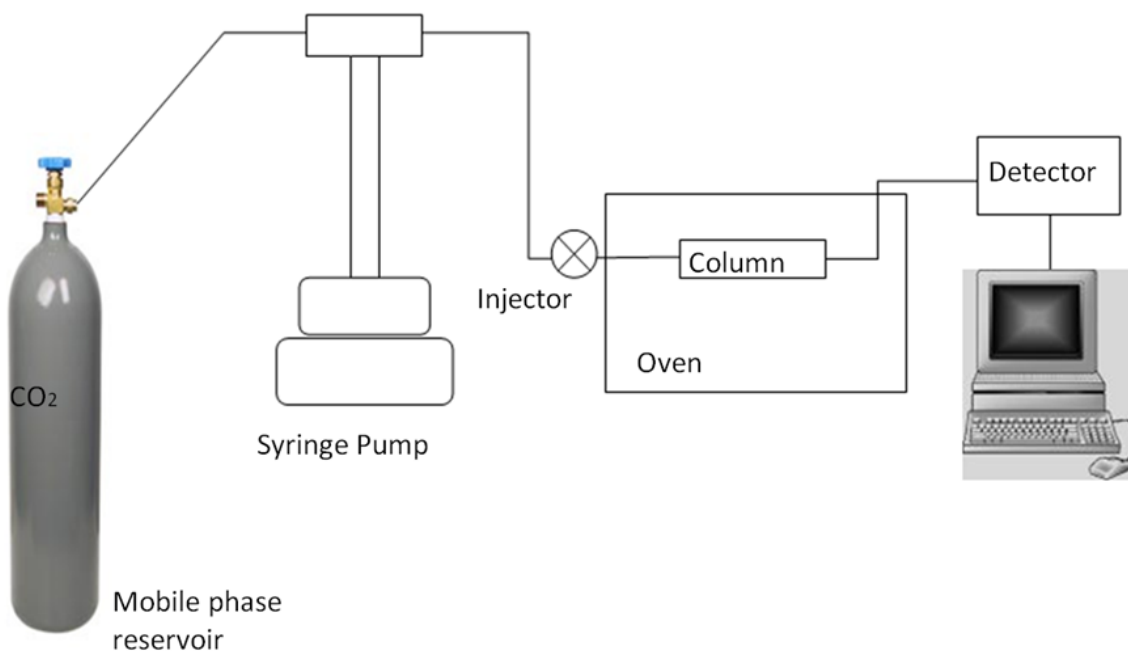 CO2
Mobile phase
reservoir
Syringe Pump
Injector
Column
Oven
Detector